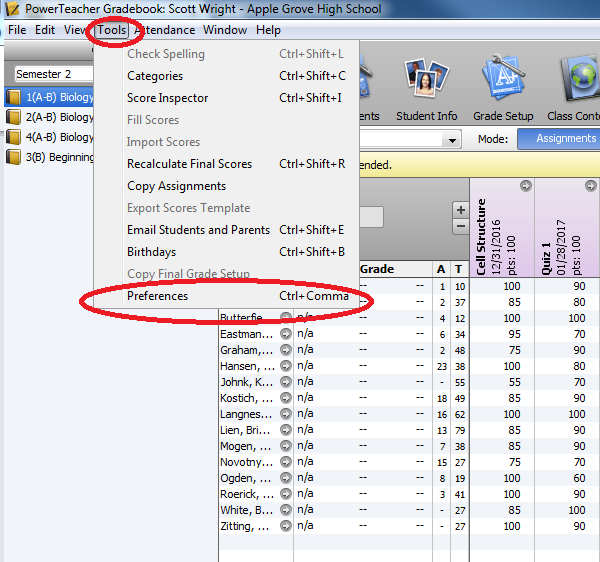 PowerTeacher Gradebook: Scott Wright - Apple Grove High School
File Edit View Tools Attendance Window Help
Semester 2
1(A-B) Biology
2(A-B) Biology
4(A-B) Biology
3(B) Beginning
Check Spelling Ctrl+Shift+L
Categories Ctrl+Shift+C
Score Inspector Ctrl+Shift+I
Fill Scores
Import Scores
Recalculate Final Scores Ctrl+Shift+R
Copy Assignments
Export Scores Template
Email Students and Parents Ctrl+Shift+E
Birthdays Ctrl+Shift+B
Copy Final Grade Setup
Preferences Ctrl+Comma
ents Student Info Grade Setup Class Conte
Mode: Assignments
ended.
Cell Structure
12/31/2016
pts: 100
Quiz 1
01/28/2017
pts: 100
Grade A T
-- 1 10 100 90
-- 2 37 85 80
Butterfie... n/a -- -- 4 12 100 100
Eastman,... n/a -- -- 6 34 95 70
Graham,... n/a -- -- 2 48 75 90
Hansen, ... n/a -- -- 23 38 100 80
Johnk, K... n/a -- -- - 55 55 70
Kostich, ... n/a -- -- 18 49 85 90
Langnes... n/a -- -- 16 62 100 100
Lien, Bri... n/a -- -- 13 79 85 90
Mogen, ... n/a -- -- 7 38 85 90
Novotny... n/a -- -- 15 27 75 70
Ogden, ... n/a -- -- 8 19 100 60
Roerick, ... n/a -- -- 3 41 100 90
White, B... n/a -- -- - 27 85 90
Zitting, ... n/a -- -- - 27 100 90